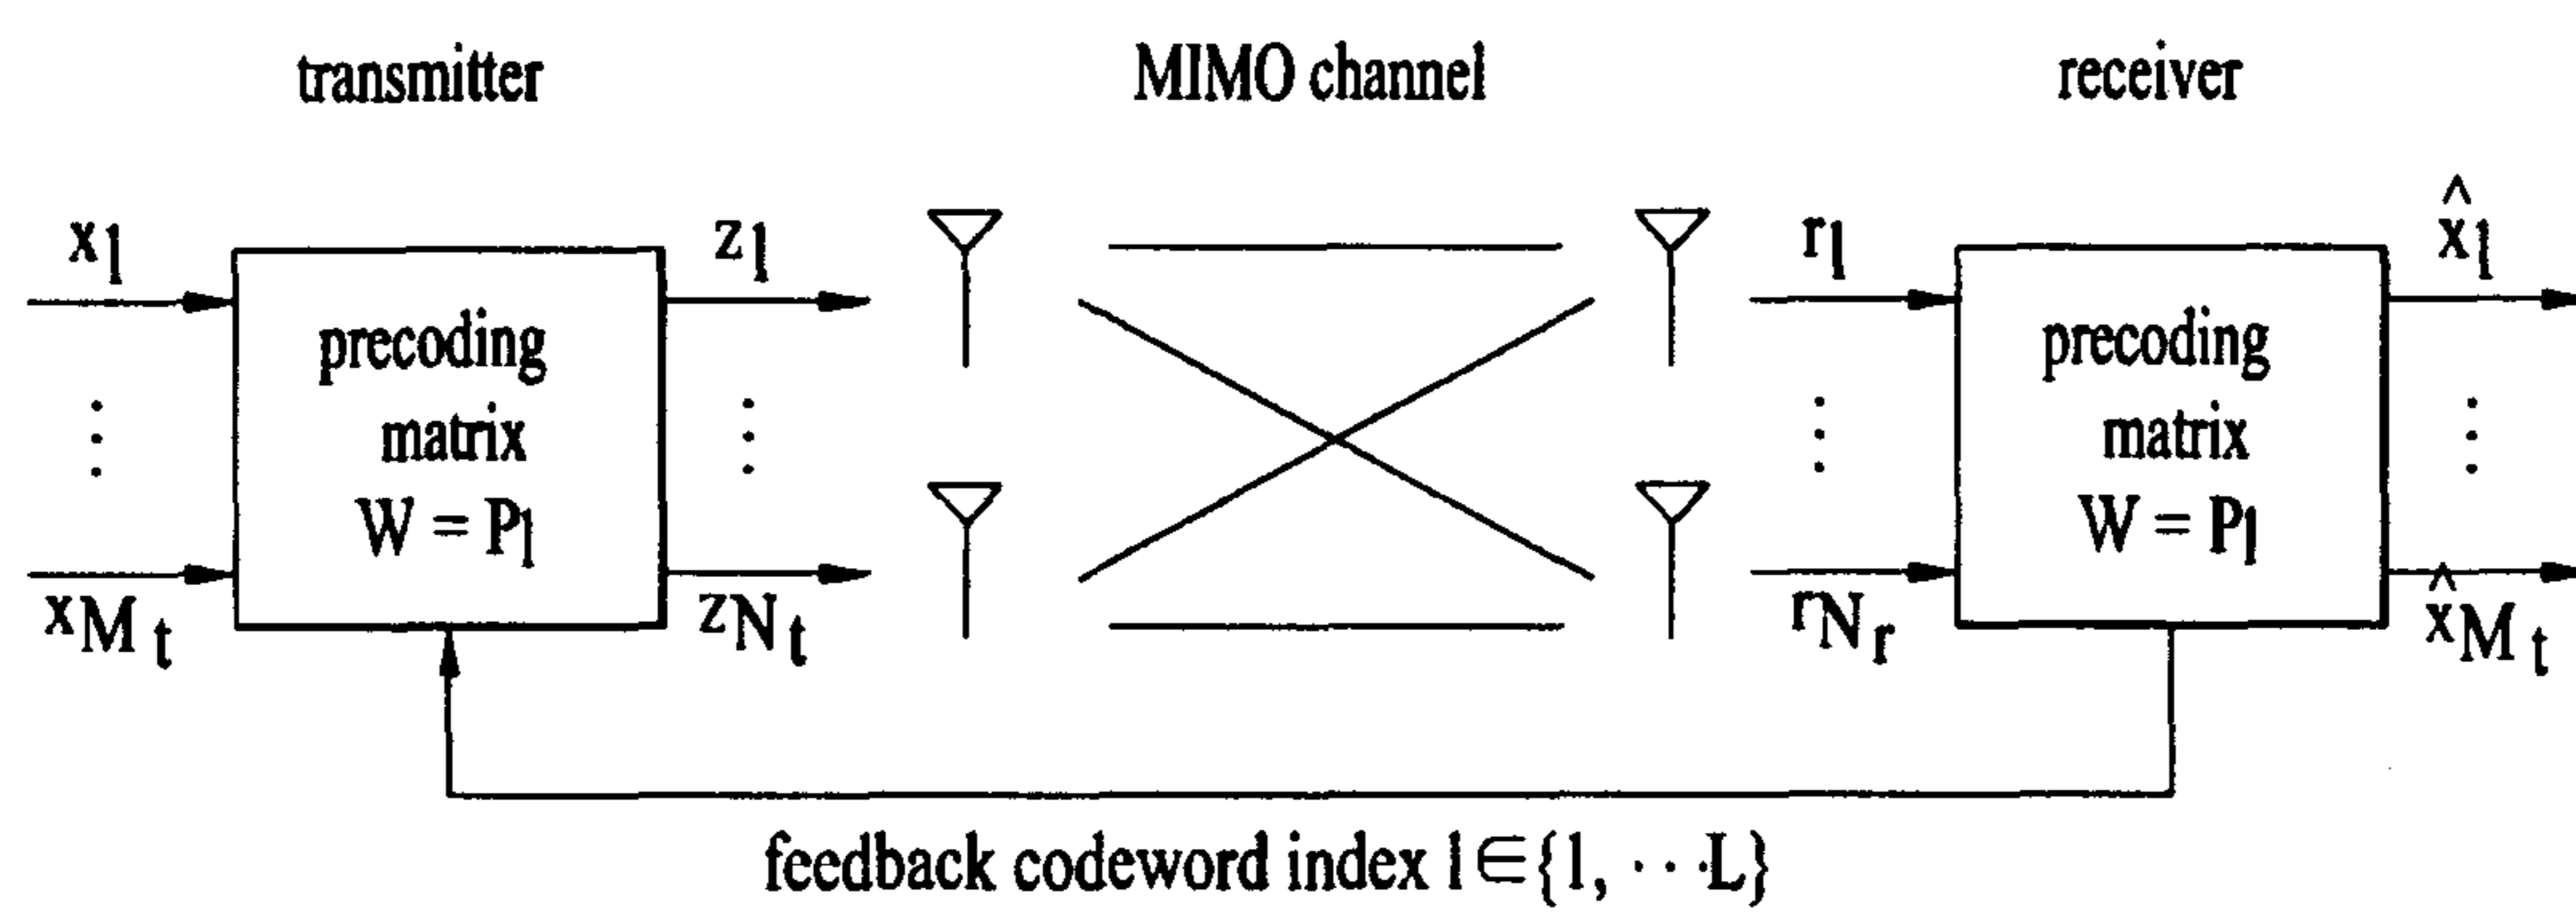 transmitter
MIMO channel
receiver
x1
z1
r1
x̂1
precoding
matrix
W = Pl
precoding
matrix
W = Pl
xMt
zNt
rNr
x̂Mt
feedback codeword index l∈{1, ···L}